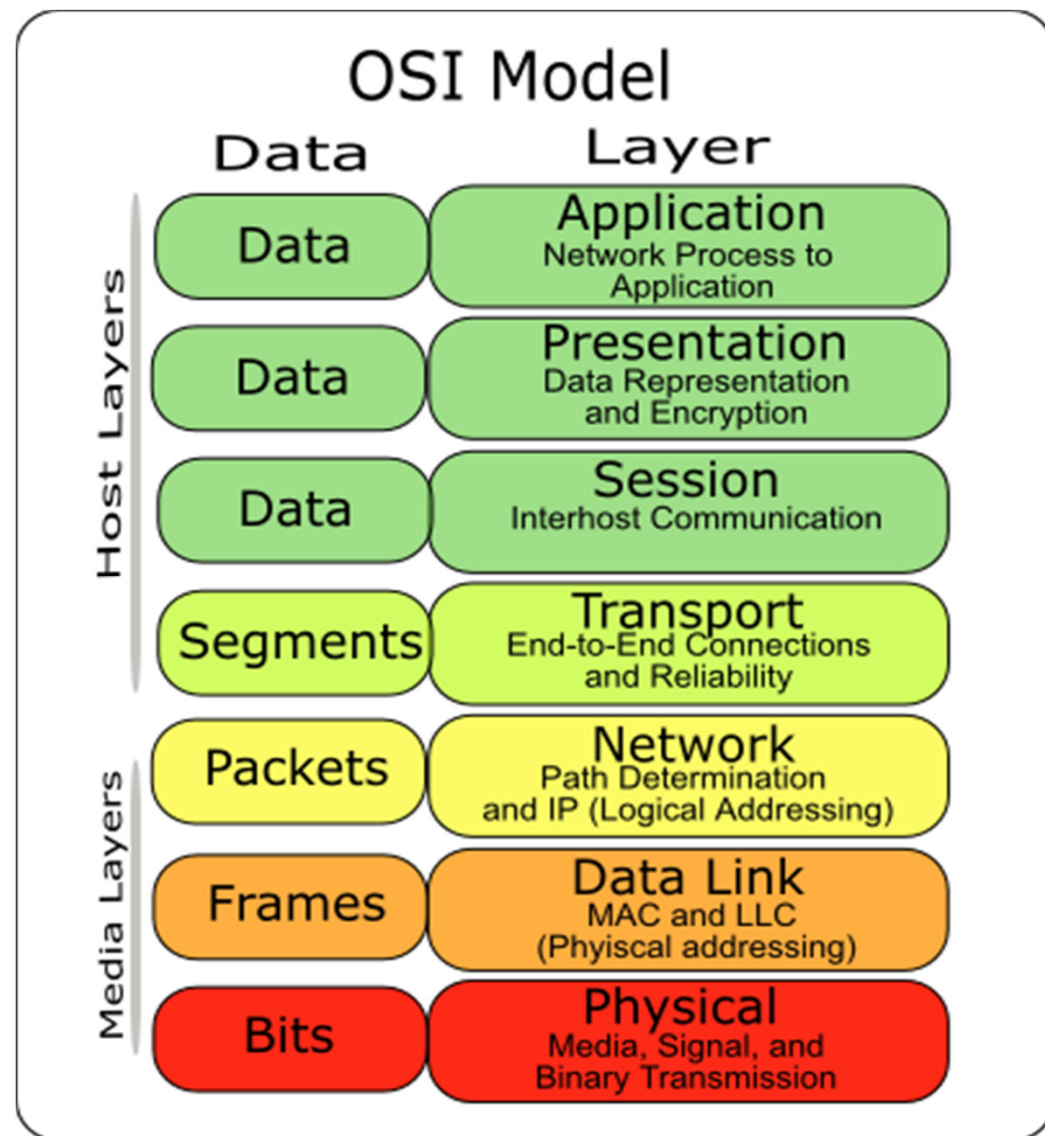 OSI Model
Data
Layer
Host Layers
Data
Application
Network Process to
Application
Data
Presentation
Data Representation
and Encryption
Data
Session
Interhost Communication
Segments
Transport
End-to-End Connections
and Reliability
Media Layers
Packets
Network
Path Determination
and IP (Logical Addressing)
Frames
Data Link
MAC and LLC
(Phyiscal addressing)
Bits
Physical
Media, Signal, and
Binary Transmission